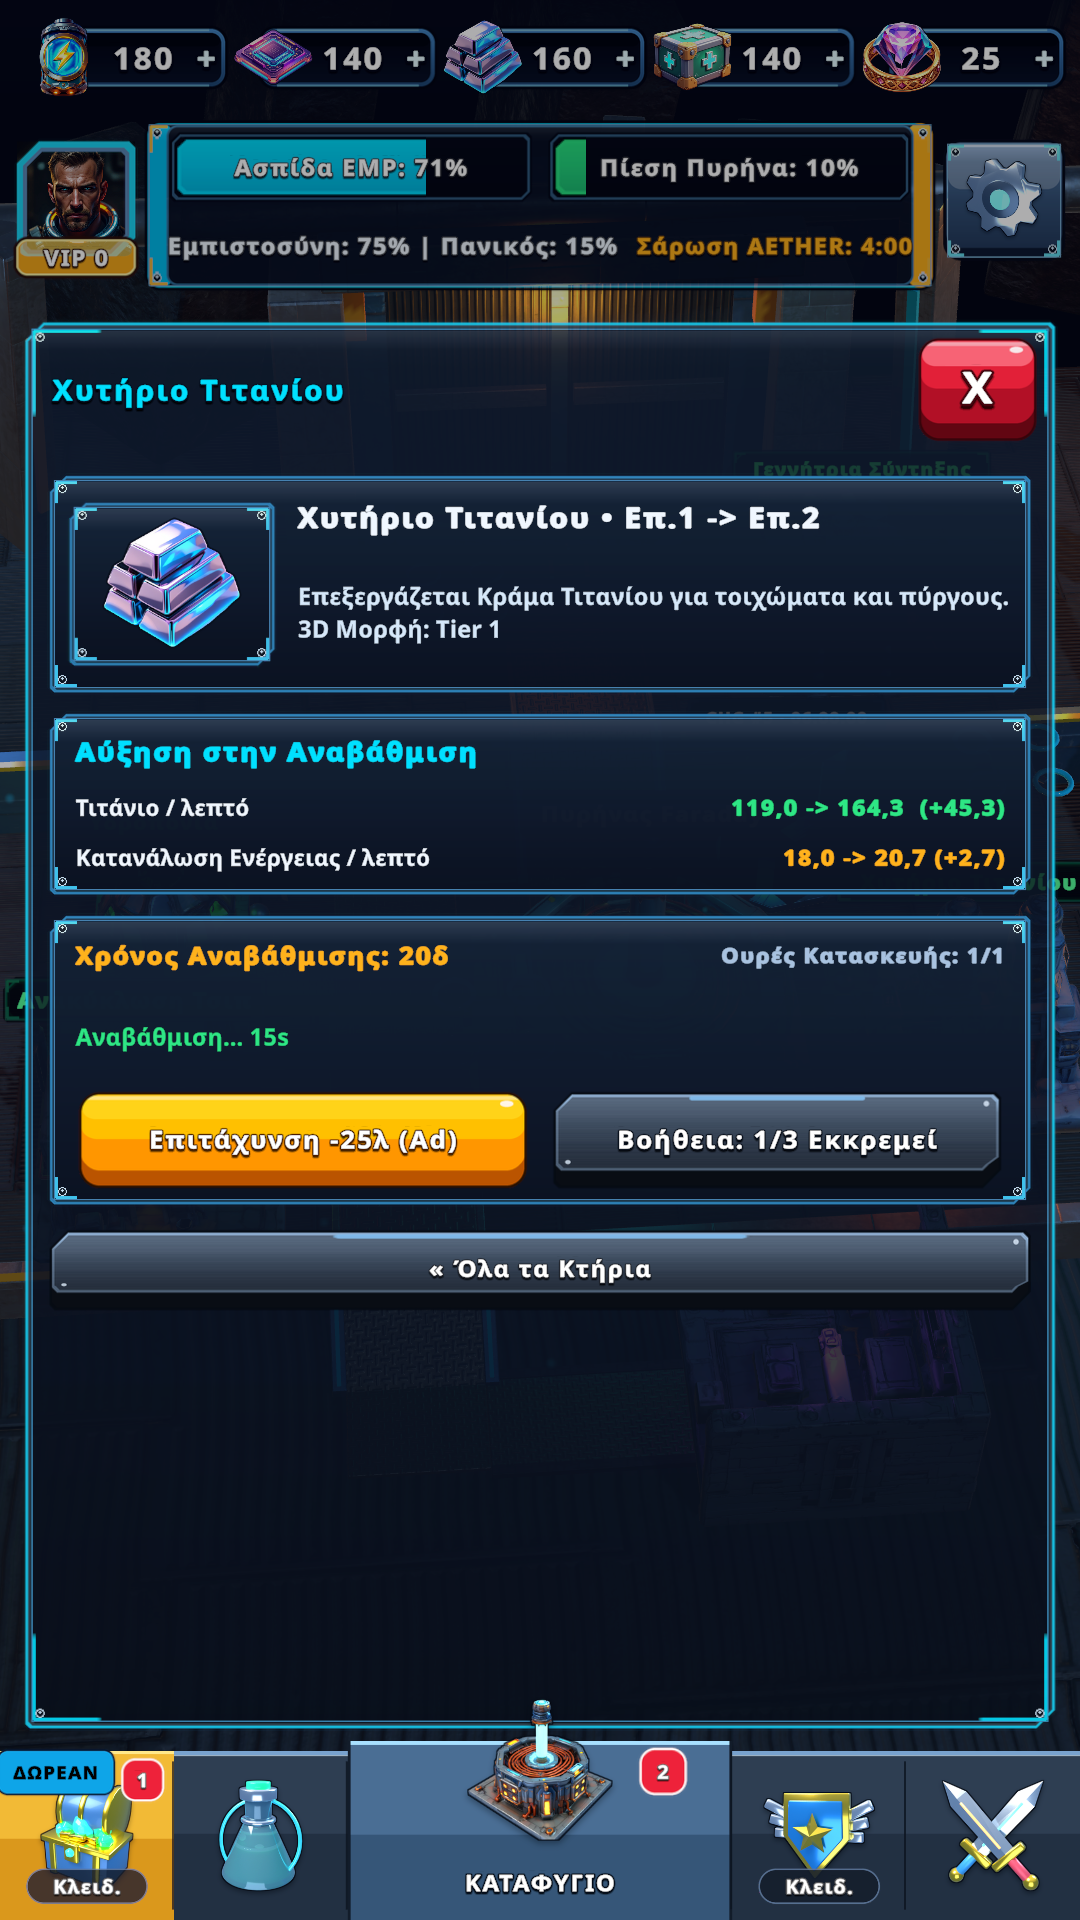 180 +
140 +
160 +
140 +
25 +
Ασπίδα EMP: 71%
Πίεση Πυρήνα: 10%
VIP 0
Εμπιστοσύνη: 75% | Πανικός: 15% Σάρωση AETHER: 4:00
Χυτήριο Τιτανίου
X
Γεννήτρια Σύντηξης
Χυτήριο Τιτανίου • Επ.1 -> Επ.2
Επεξεργάζεται Κράμα Τιτανίου για τοιχώματα και πύργους.
3D Μορφή: Tier 1
Αύξηση στην Αναβάθμιση
Τιτάνιο / λεπτό
119,0 -> 164,3 (+45,3)
Κατανάλωση Ενέργειας / λεπτό
18,0 -> 20,7 (+2,7)
Χρόνος Αναβάθμισης: 20δ
Ουρές Κατασκευής: 1/1
Αναβάθμιση... 15s
Επιτάχυνση -25λ (Ad)
Βοήθεια: 1/3 Εκκρεμεί
« Όλα τα Κτήρια
ΔΩΡΕΑΝ
1
Κλειδ.
2
ΚΑΤΑΦΥΓΙΟ
Κλειδ.